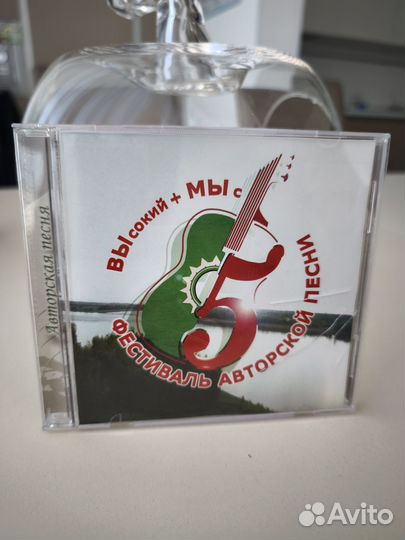 Авторская песня
ВЫсокий + МЫс
5
ФЕСТИВАЛЬ АВТОРСКОЙ ПЕСНИ
Avito